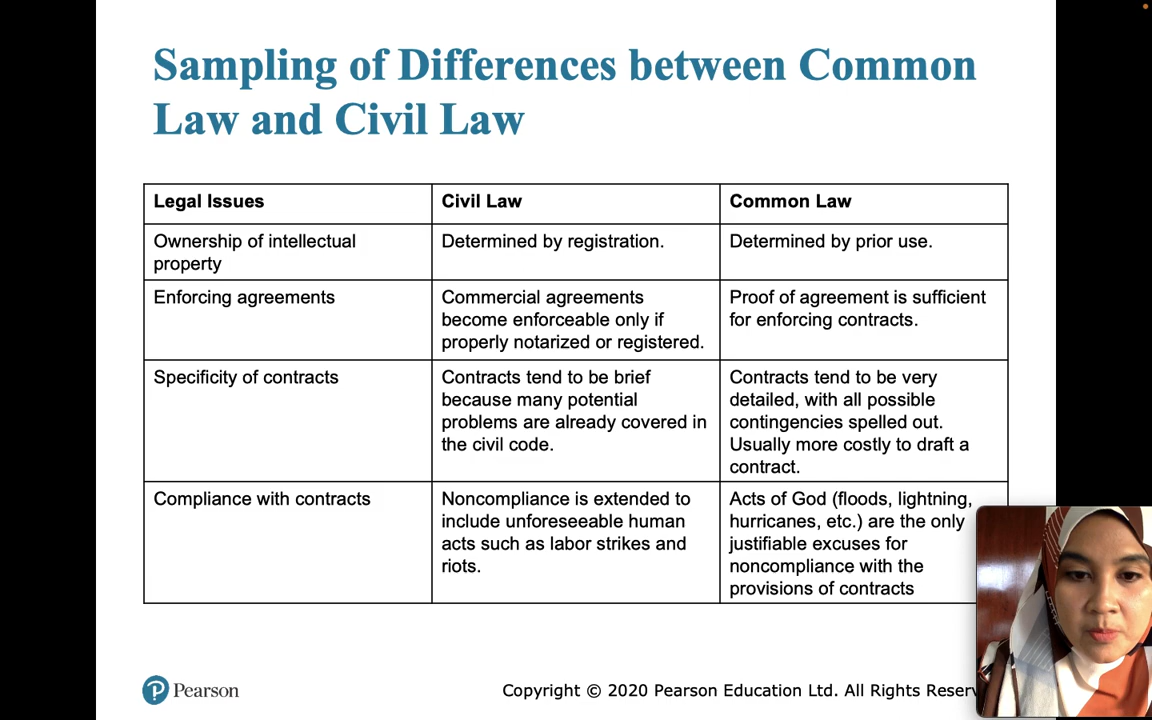 Sampling of Differences between Common
Law and Civil Law
Legal Issues
Civil Law
Common Law
Ownership of intellectual
property
Determined by registration.
Determined by prior use.
Enforcing agreements
Commercial agreements
become enforceable only if
properly notarized or registered.
Proof of agreement is sufficient
for enforcing contracts.
Specificity of contracts
Contracts tend to be brief
because many potential
problems are already covered in
the civil code.
Contracts tend to be very
detailed, with all possible
contingencies spelled out.
Usually more costly to draft a
contract.
Compliance with contracts
Noncompliance is extended to
include unforeseeable human
acts such as labor strikes and
riots.
Acts of God (floods, lightning,
hurricanes, etc.) are the only
justifiable excuses for
noncompliance with the
provisions of contracts
Pearson
Copyright © 2020 Pearson Education Ltd. All Rights Reserv